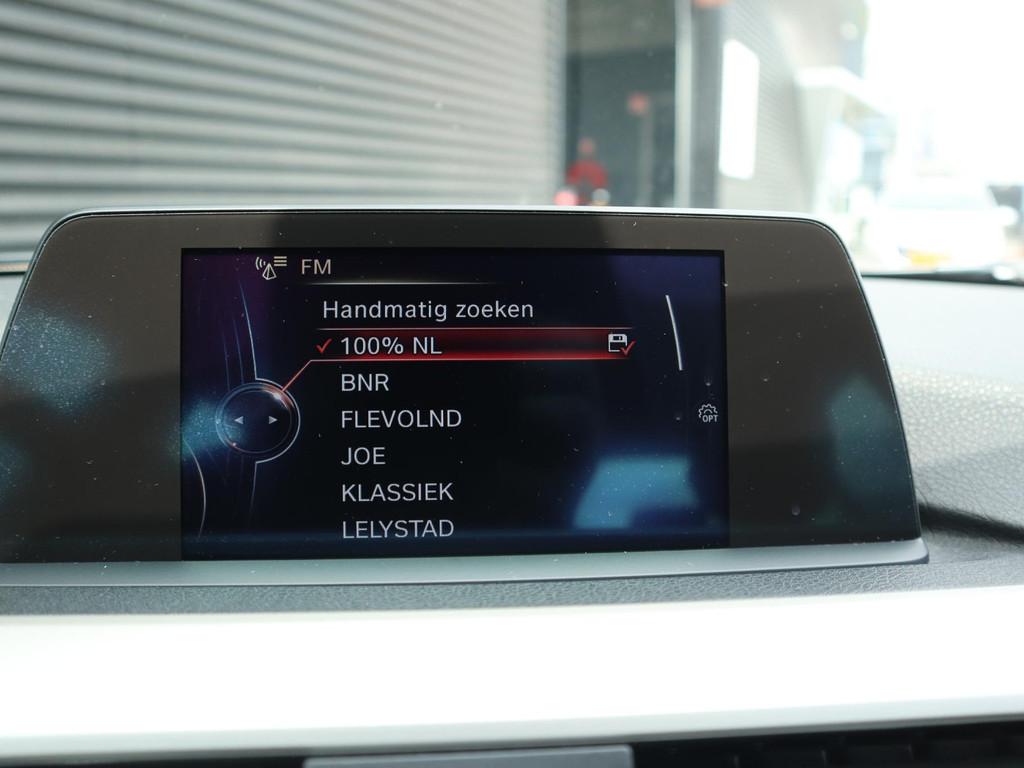 FM
Handmatig zoeken
100% NL
BNR
FLEVOLND
OPT
JOE
KLASSIEK
LELYSTAD